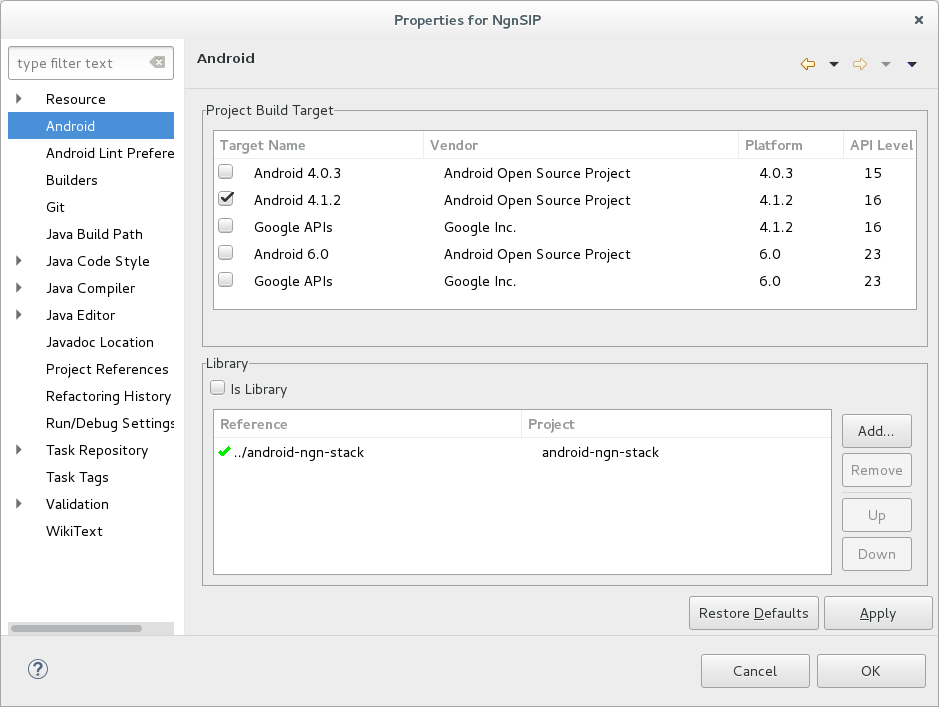 Properties for NgnSIP
type filter text
Resource
Android
Android Lint Prefere
Builders
Git
Java Build Path
Java Code Style
Java Compiler
Java Editor
Javadoc Location
Project References
Refactoring History
Run/Debug Settings
Task Repository
Task Tags
Validation
WikiText
Android
Project Build Target
Target Name Vendor Platform API Level
Android 4.0.3 Android Open Source Project 4.0.3 15
Android 4.1.2 Android Open Source Project 4.1.2 16
Google APIs Google Inc. 4.1.2 16
Android 6.0 Android Open Source Project 6.0 23
Google APIs Google Inc. 6.0 23
Library
Is Library
Reference Project
../android-ngn-stack android-ngn-stack
Add...
Remove
Up
Down
Restore Defaults Apply
? Cancel OK